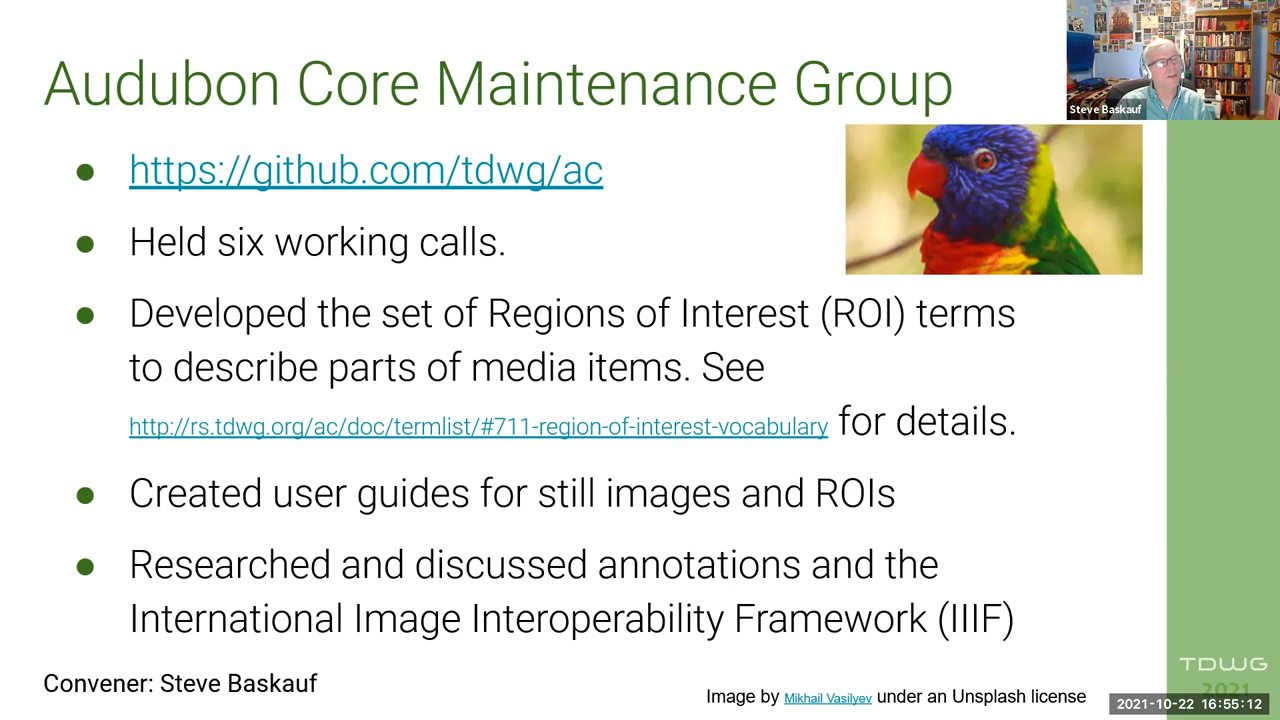 Audubon Core Maintenance Group
Steve Baskauf
● https://github.com/tdwg/ac
● Held six working calls.
● Developed the set of Regions of Interest (ROI) terms
to describe parts of media items. See
http://rs.tdwg.org/ac/doc/termlist/#711-region-of-interest-vocabulary for details.
● Created user guides for still images and ROIs
● Researched and discussed annotations and the
International Image Interoperability Framework (IIIF)
Convener: Steve Baskauf
Image by Mikhail Vasilyev under an Unsplash license
TDWG
2021
2021-10-22 16:55:12